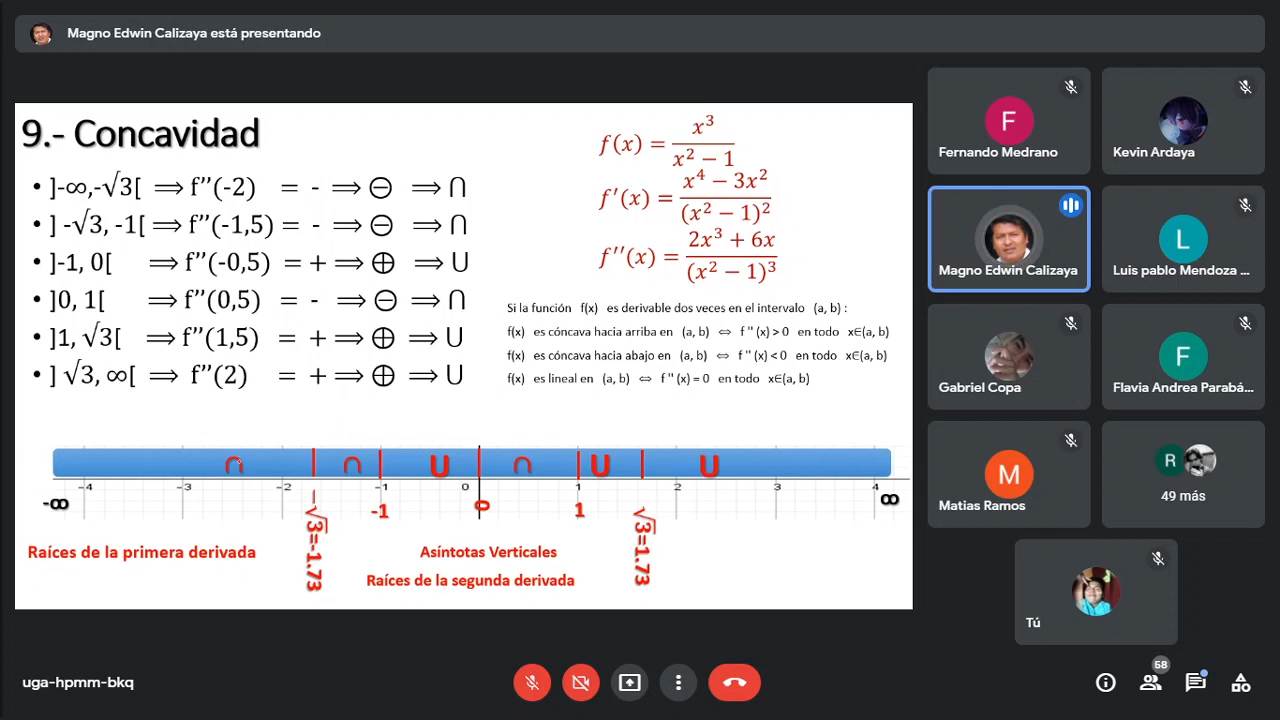 Magno Edwin Calizaya está presentando
9.- Concavidad
• ]-∞,-√3[ ⟹ f’’(-2) = - ⟹ ⊖ ⟹ ∩
• ] -√3, -1[ ⟹ f’’(-1,5) = - ⟹ ⊖ ⟹ ∩
• ]-1, 0[ ⟹ f’’(-0,5) = + ⟹ ⊕ ⟹ U
• ]0, 1[ ⟹ f’’(0,5) = - ⟹ ⊖ ⟹ ∩
• ]1, √3[ ⟹ f’’(1,5) = + ⟹ ⊕ ⟹ U
• ] √3, ∞[ ⟹ f’’(2) = + ⟹ ⊕ ⟹ U
f(x) = x³ / (x² − 1)
f′(x) = (x⁴ − 3x²) / (x² − 1)²
f′′(x) = (2x³ + 6x) / (x² − 1)³
Si la función f(x) es derivable dos veces en el intervalo (a, b) :
f(x) es cóncava hacia arriba en (a, b) ⇔ f "(x) > 0 en todo x∈(a, b)
f(x) es cóncava hacia abajo en (a, b) ⇔ f "(x) < 0 en todo x∈(a, b)
f(x) es lineal en (a, b) ⇔ f "(x) = 0 en todo x∈(a, b)
∩ ∩ U ∩ U U
-4 -3 -2 -1 0 1 2 3 4
-∞ -1 0 1 ∞
−√3=-1.73
√3=1.73
Raíces de la primera derivada
Asíntotas Verticales
Raíces de la segunda derivada
F
Fernando Medrano
Kevin Ardaya
Magno Edwin Calizaya
L
Luis pablo Mendoza ...
Gabriel Copa
F
Flavia Andrea Parabá...
M
Matias Ramos
R
49 más
Tú
uga-hpmm-bkq
58